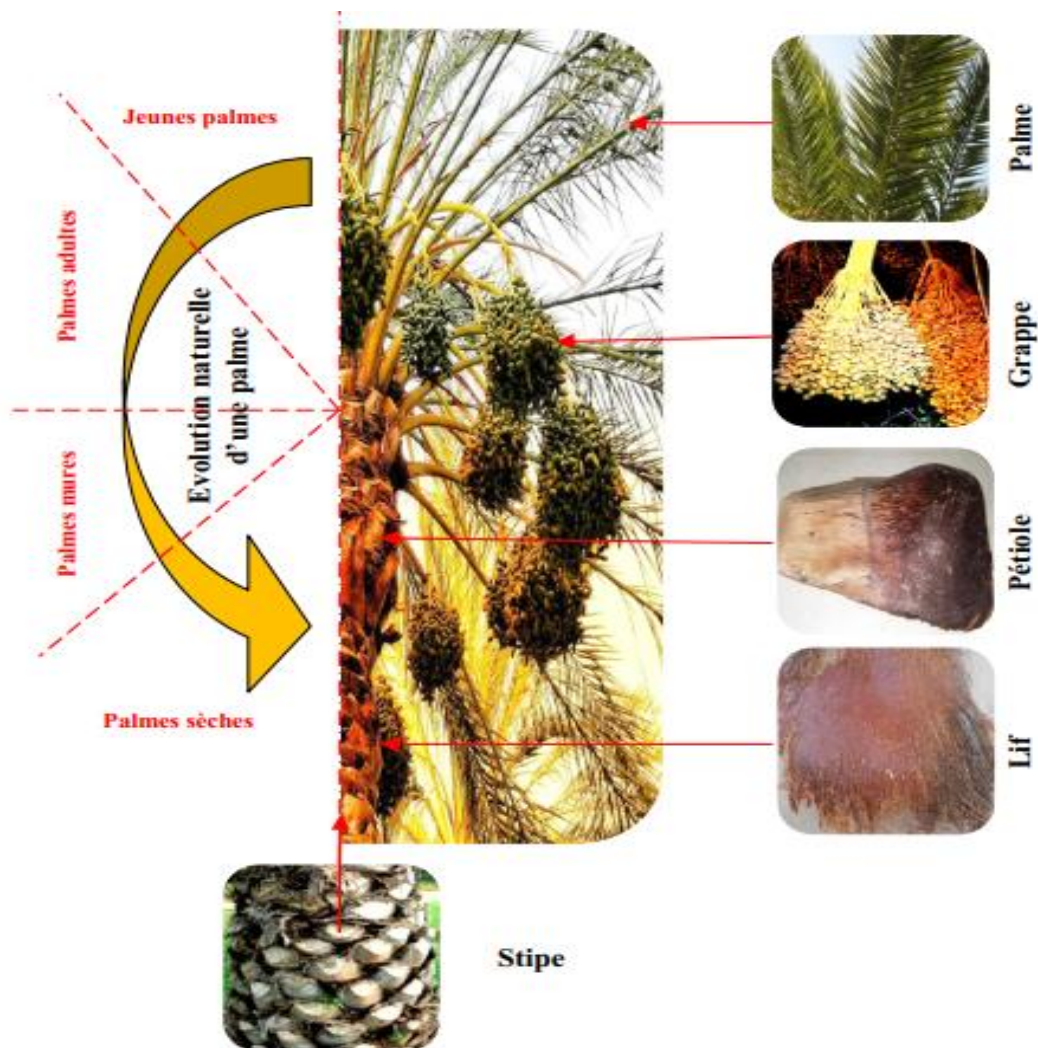 Jeunes palmes
Palmes adultes
Evolution naturelle
d’une palme
Palmes mures
Palmes sèches
Palme
Grappe
Pétiole
Lif
Stipe